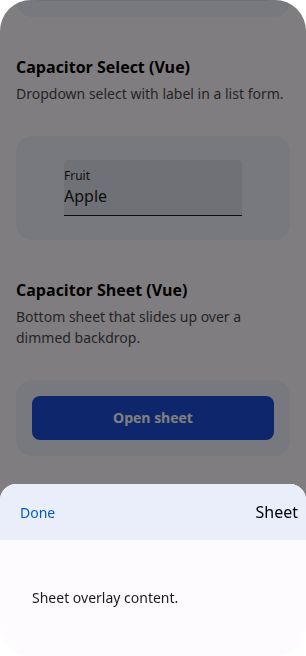 Capacitor Select (Vue)
Dropdown select with label in a list form.
Fruit
Apple
Capacitor Sheet (Vue)
Bottom sheet that slides up over a
dimmed backdrop.
Open sheet
Done
Sheet
Sheet overlay content.